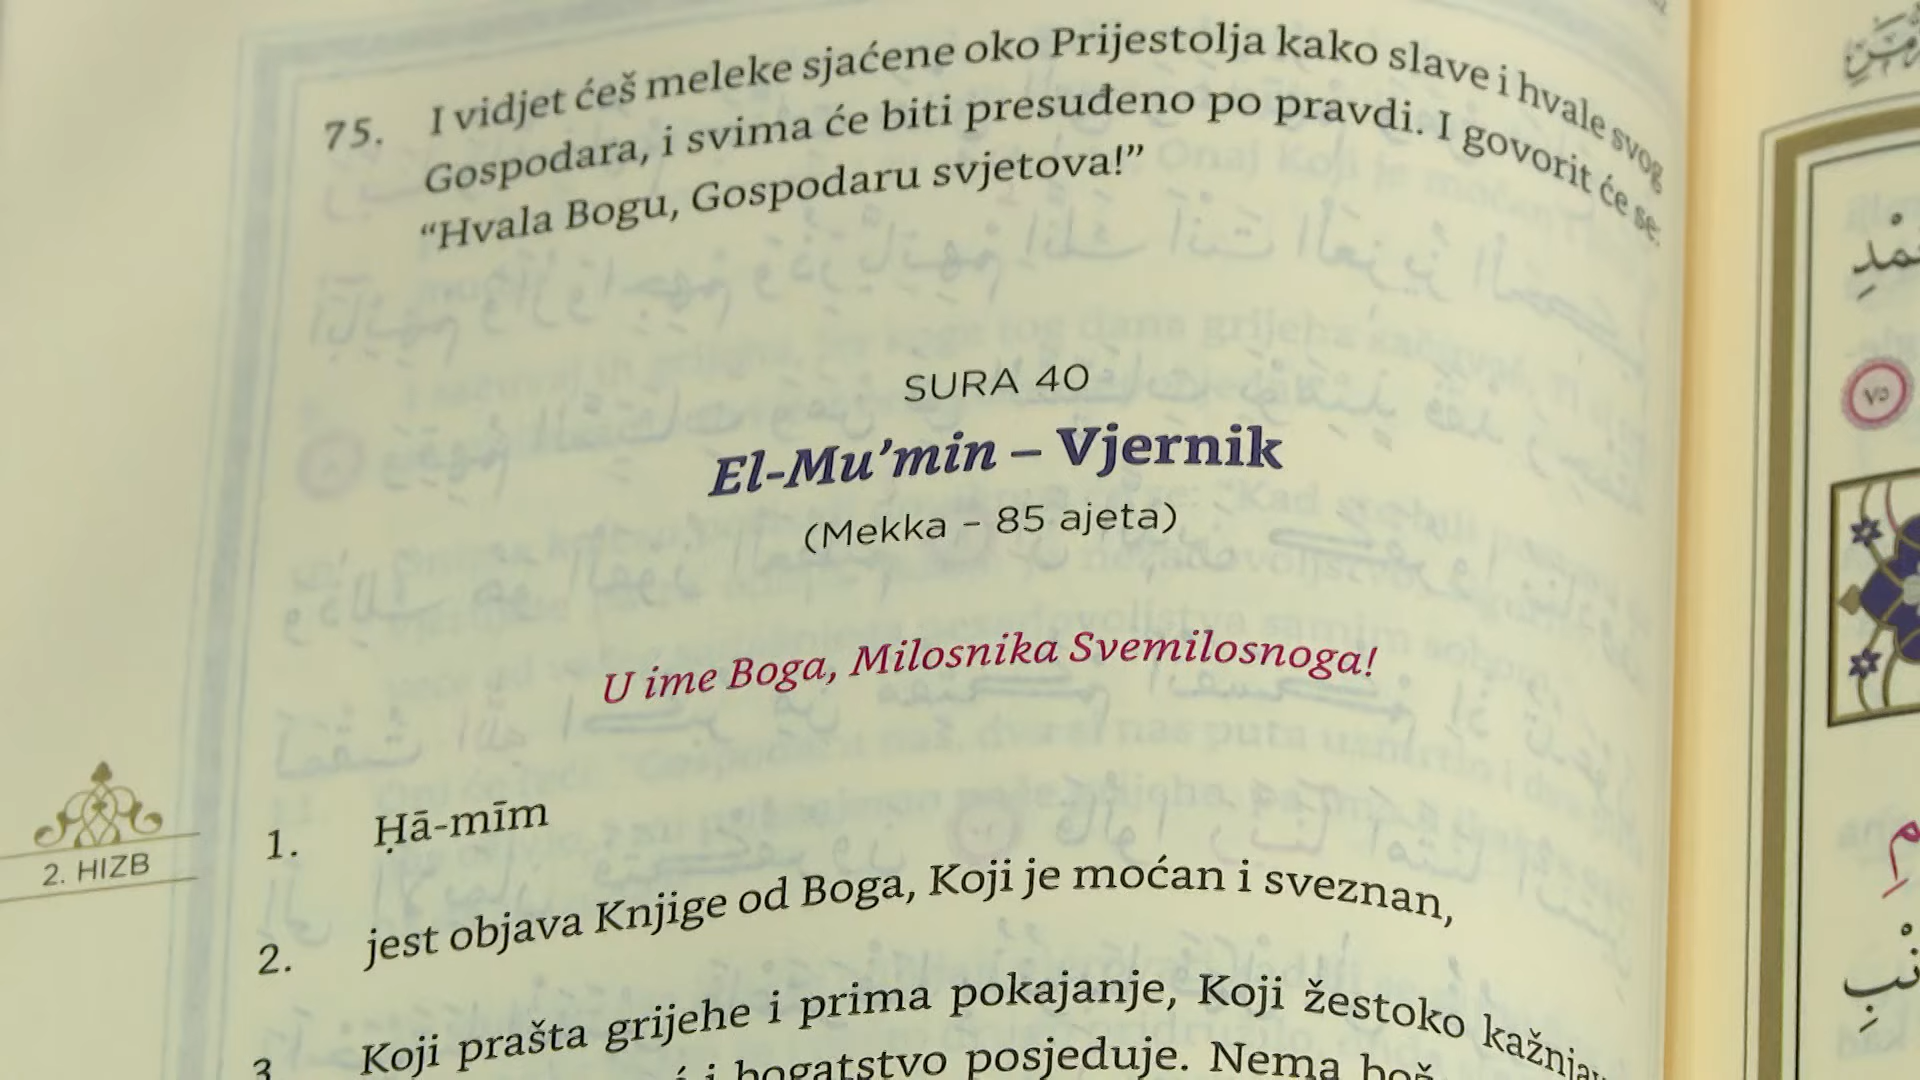 75. I vidjet ćeš meleke sjaćene oko Prijestolja kako slave i hvale svog
Gospodara, i svima će biti presuđeno po pravdi. I govorit će se:
“Hvala Bogu, Gospodaru svjetova!”
SURA 40
El-Mu’min – Vjernik
(Mekka – 85 ajeta)
U ime Boga, Milosnika Svemilosnoga!
2. HIZB
1. Ḥā-mīm
2. jest objava Knjige od Boga, Koji je moćan i sveznan,
3. Koji prašta grijehe i prima pokajanje, Koji žestoko
i bogatstvo posjeduje. Nema
٧٥